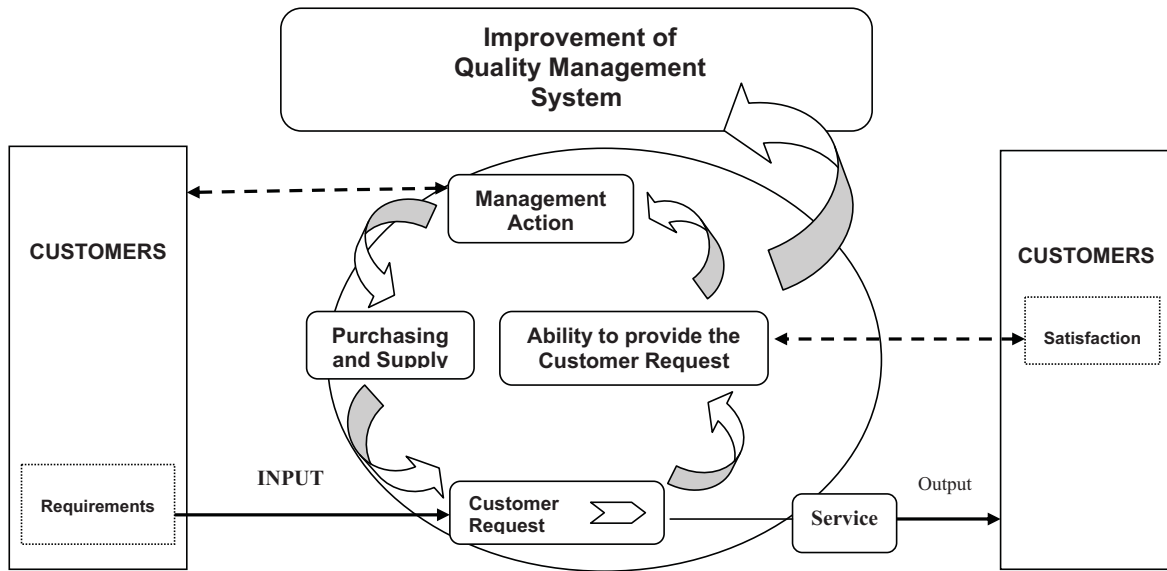 Improvement of
Quality Management
System
Management
Action
CUSTOMERS
CUSTOMERS
Purchasing
and Supply
Ability to provide the
Customer Request
Satisfaction
INPUT
Requirements
Customer
Request
Service
Output